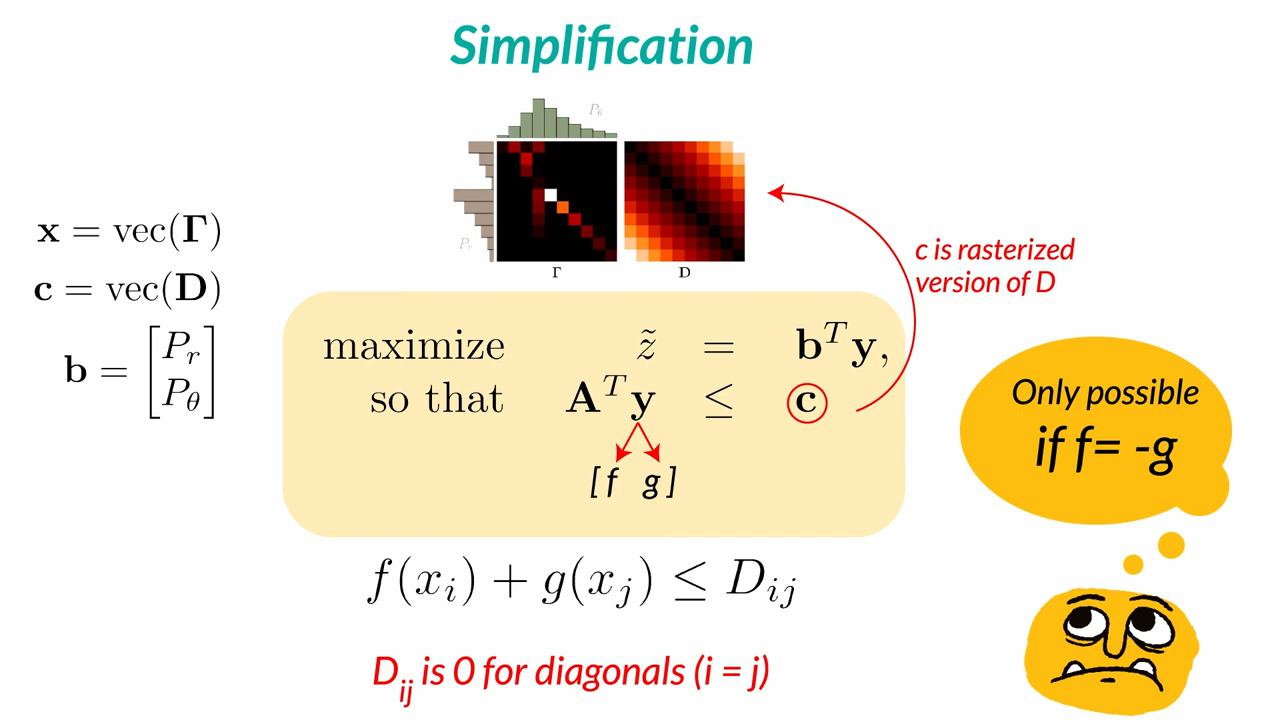 Simplification
P_θ
P_r
Γ
D
x = vec(Γ)
c = vec(D)
b = [P_r P_θ]
c is rasterized
version of D
maximize z̃ = b^T y,
so that A^T y ≤ c
[ f g ]
Only possible
if f= -g
f(x_i) + g(x_j) ≤ D_ij
D_ij is 0 for diagonals (i = j)